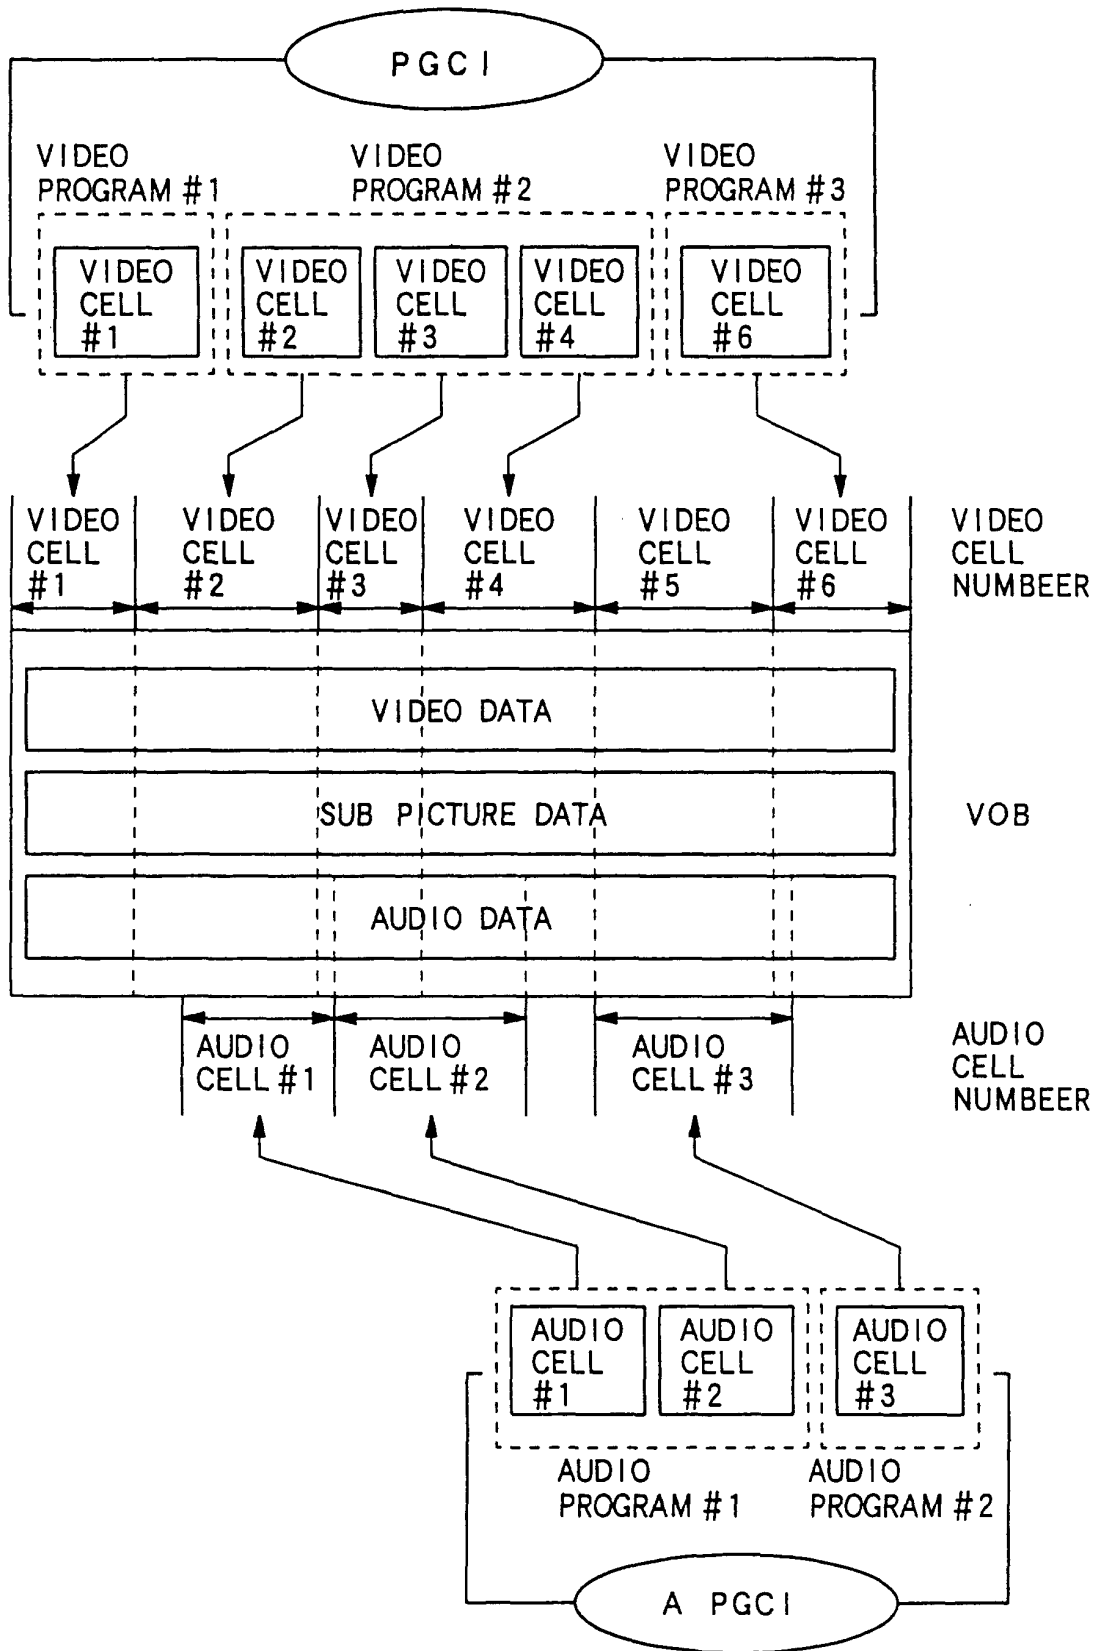 PGCI
VIDEO PROGRAM #1
VIDEO PROGRAM #2
VIDEO PROGRAM #3
VIDEO CELL #1
VIDEO CELL #2
VIDEO CELL #3
VIDEO CELL #4
VIDEO CELL #6
VIDEO CELL #1
VIDEO CELL #2
VIDEO CELL #3
VIDEO CELL #4
VIDEO CELL #5
VIDEO CELL #6
VIDEO CELL NUMBEER
VIDEO DATA
SUB PICTURE DATA
VOB
AUDIO DATA
AUDIO CELL #1
AUDIO CELL #2
AUDIO CELL #3
AUDIO CELL NUMBEER
AUDIO CELL #1
AUDIO CELL #2
AUDIO CELL #3
AUDIO PROGRAM #1
AUDIO PROGRAM #2
A PGCI